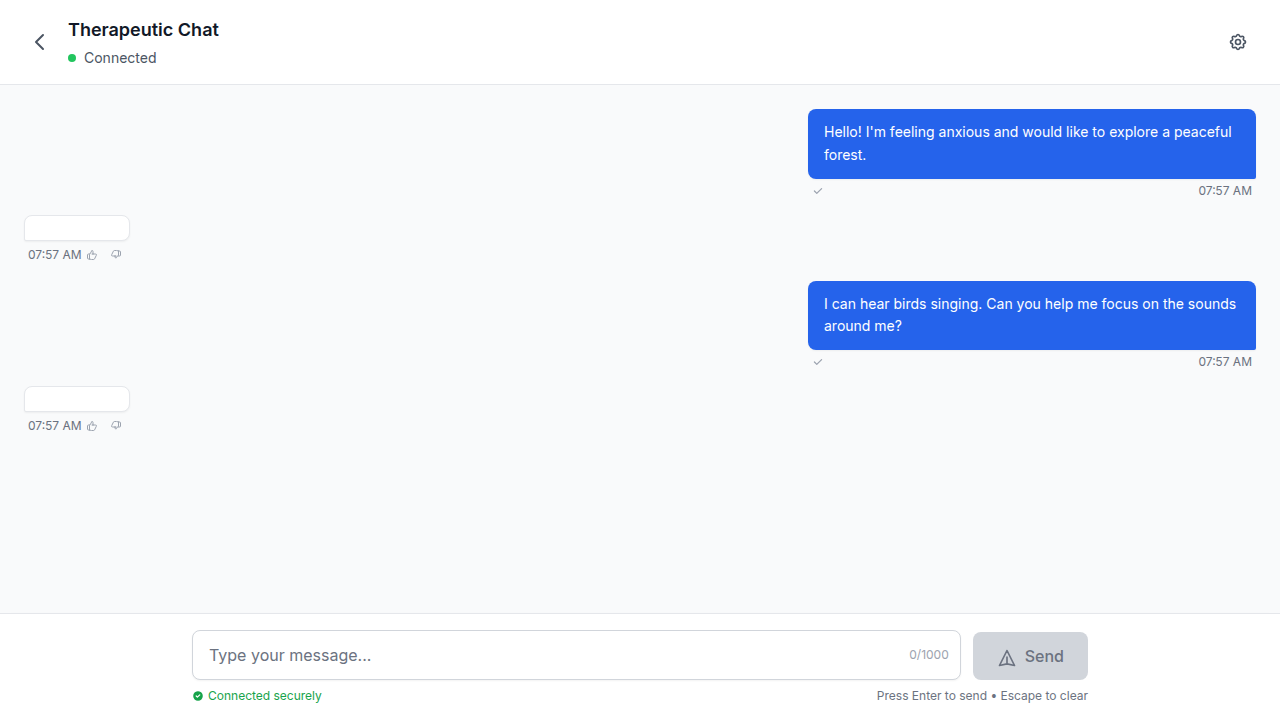 Therapeutic Chat
Connected
Hello! I'm feeling anxious and would like to explore a peaceful
forest.
07:57 AM
07:57 AM
I can hear birds singing. Can you help me focus on the sounds
around me?
07:57 AM
07:57 AM
Type your message...
0/1000
Send
Connected securely
Press Enter to send • Escape to clear